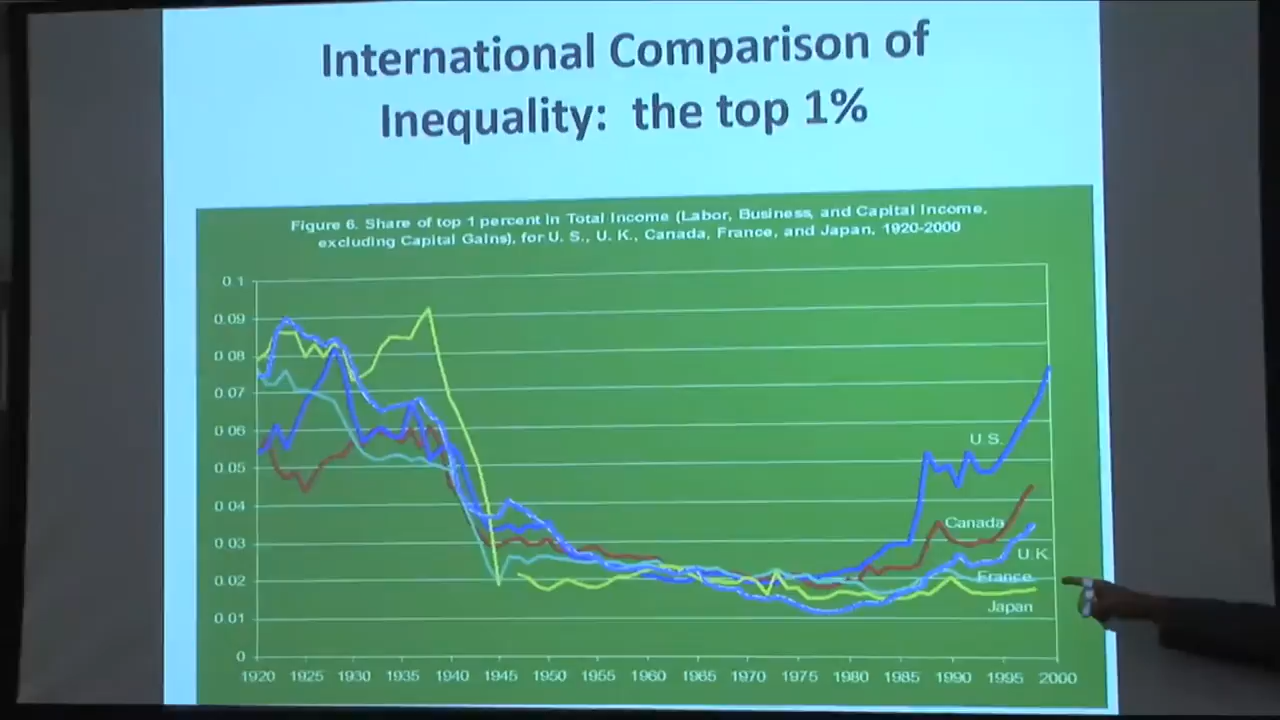 International Comparison of
Inequality: the top 1%
Figure 6. Share of top 1 percent in Total Income (Labor, Business, and Capital Income,
excluding Capital Gains), for U. S., U. K., Canada, France, and Japan, 1920-2000
0.1
0.09
0.08
0.07
0.06
0.05
0.04
0.03
0.02
0.01
0
U S.
Canada
U.K
France
Japan
1920 1925 1930 1935 1940 1945 1950 1955 1960 1965 1970 1975 1980 1985 1990 1995 2000